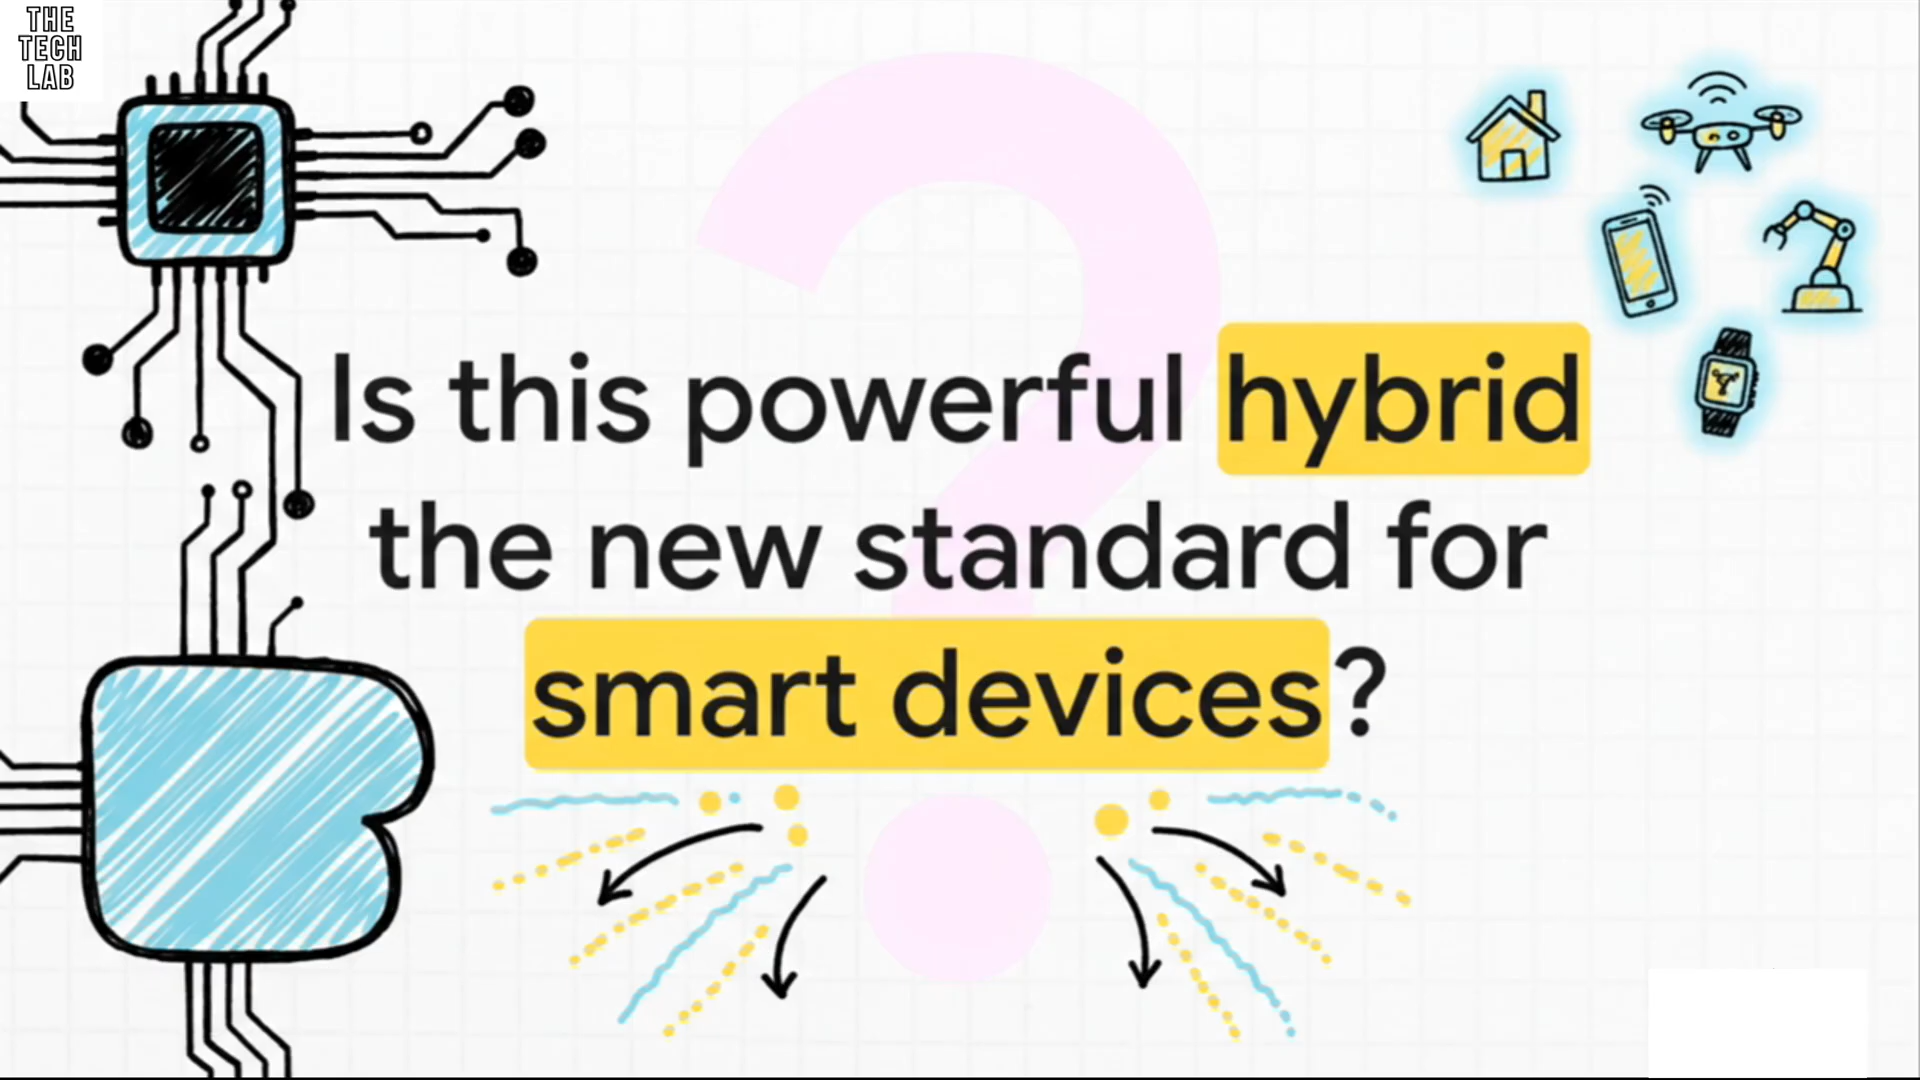 THE
TECH
LAB
Is this powerful hybrid
the new standard for
smart devices?